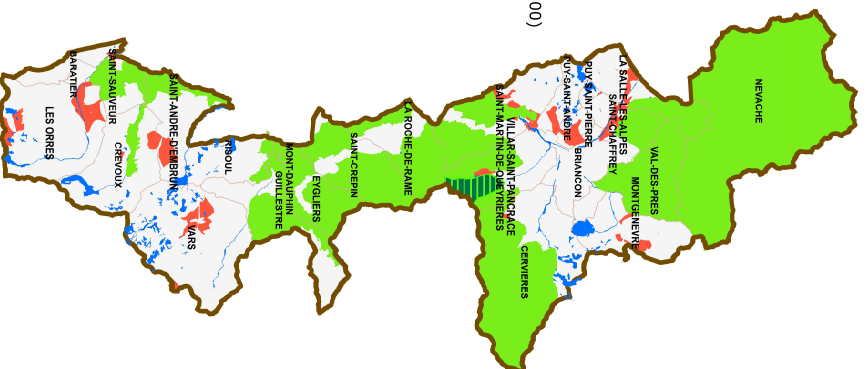 00)
NEVACHE
LA SALLE-LES-ALPES
PUY-SAINT-PIERRE
PUY-SAINT-ANDRE
SAINT-CHAFFREY
VAL-DES-PRES
BRIANCON
MONTGENEVRE
VILLAR-SAINT-PANCRACE
SAINT-MARTIN-DE-QUEYRIERES
CERVIERES
LA ROCHE-DE-RAME
SAINT-CREPIN
EYGLIERS
MONT-DAUPHIN
GUILLESTRE
RISOUL
SAINT-ANDRE-D'EMBRUN
VARS
SAINT-SAUVEUR
CREVOUX
BARATIER
LES ORRES